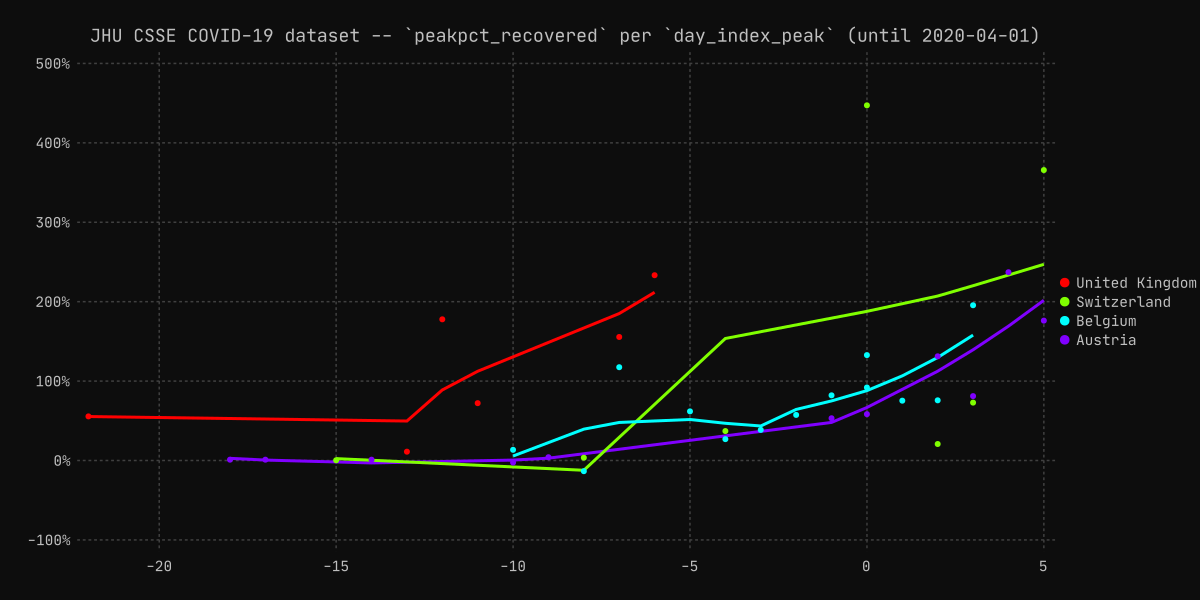 JHU CSSE COVID-19 dataset -- `peakpct_recovered` per `day_index_peak` (until 2020-04-01)
500%
400%
300%
200%
100%
0%
-100%
-20 -15 -10 -5 0 5
United Kingdom
Switzerland
Belgium
Austria